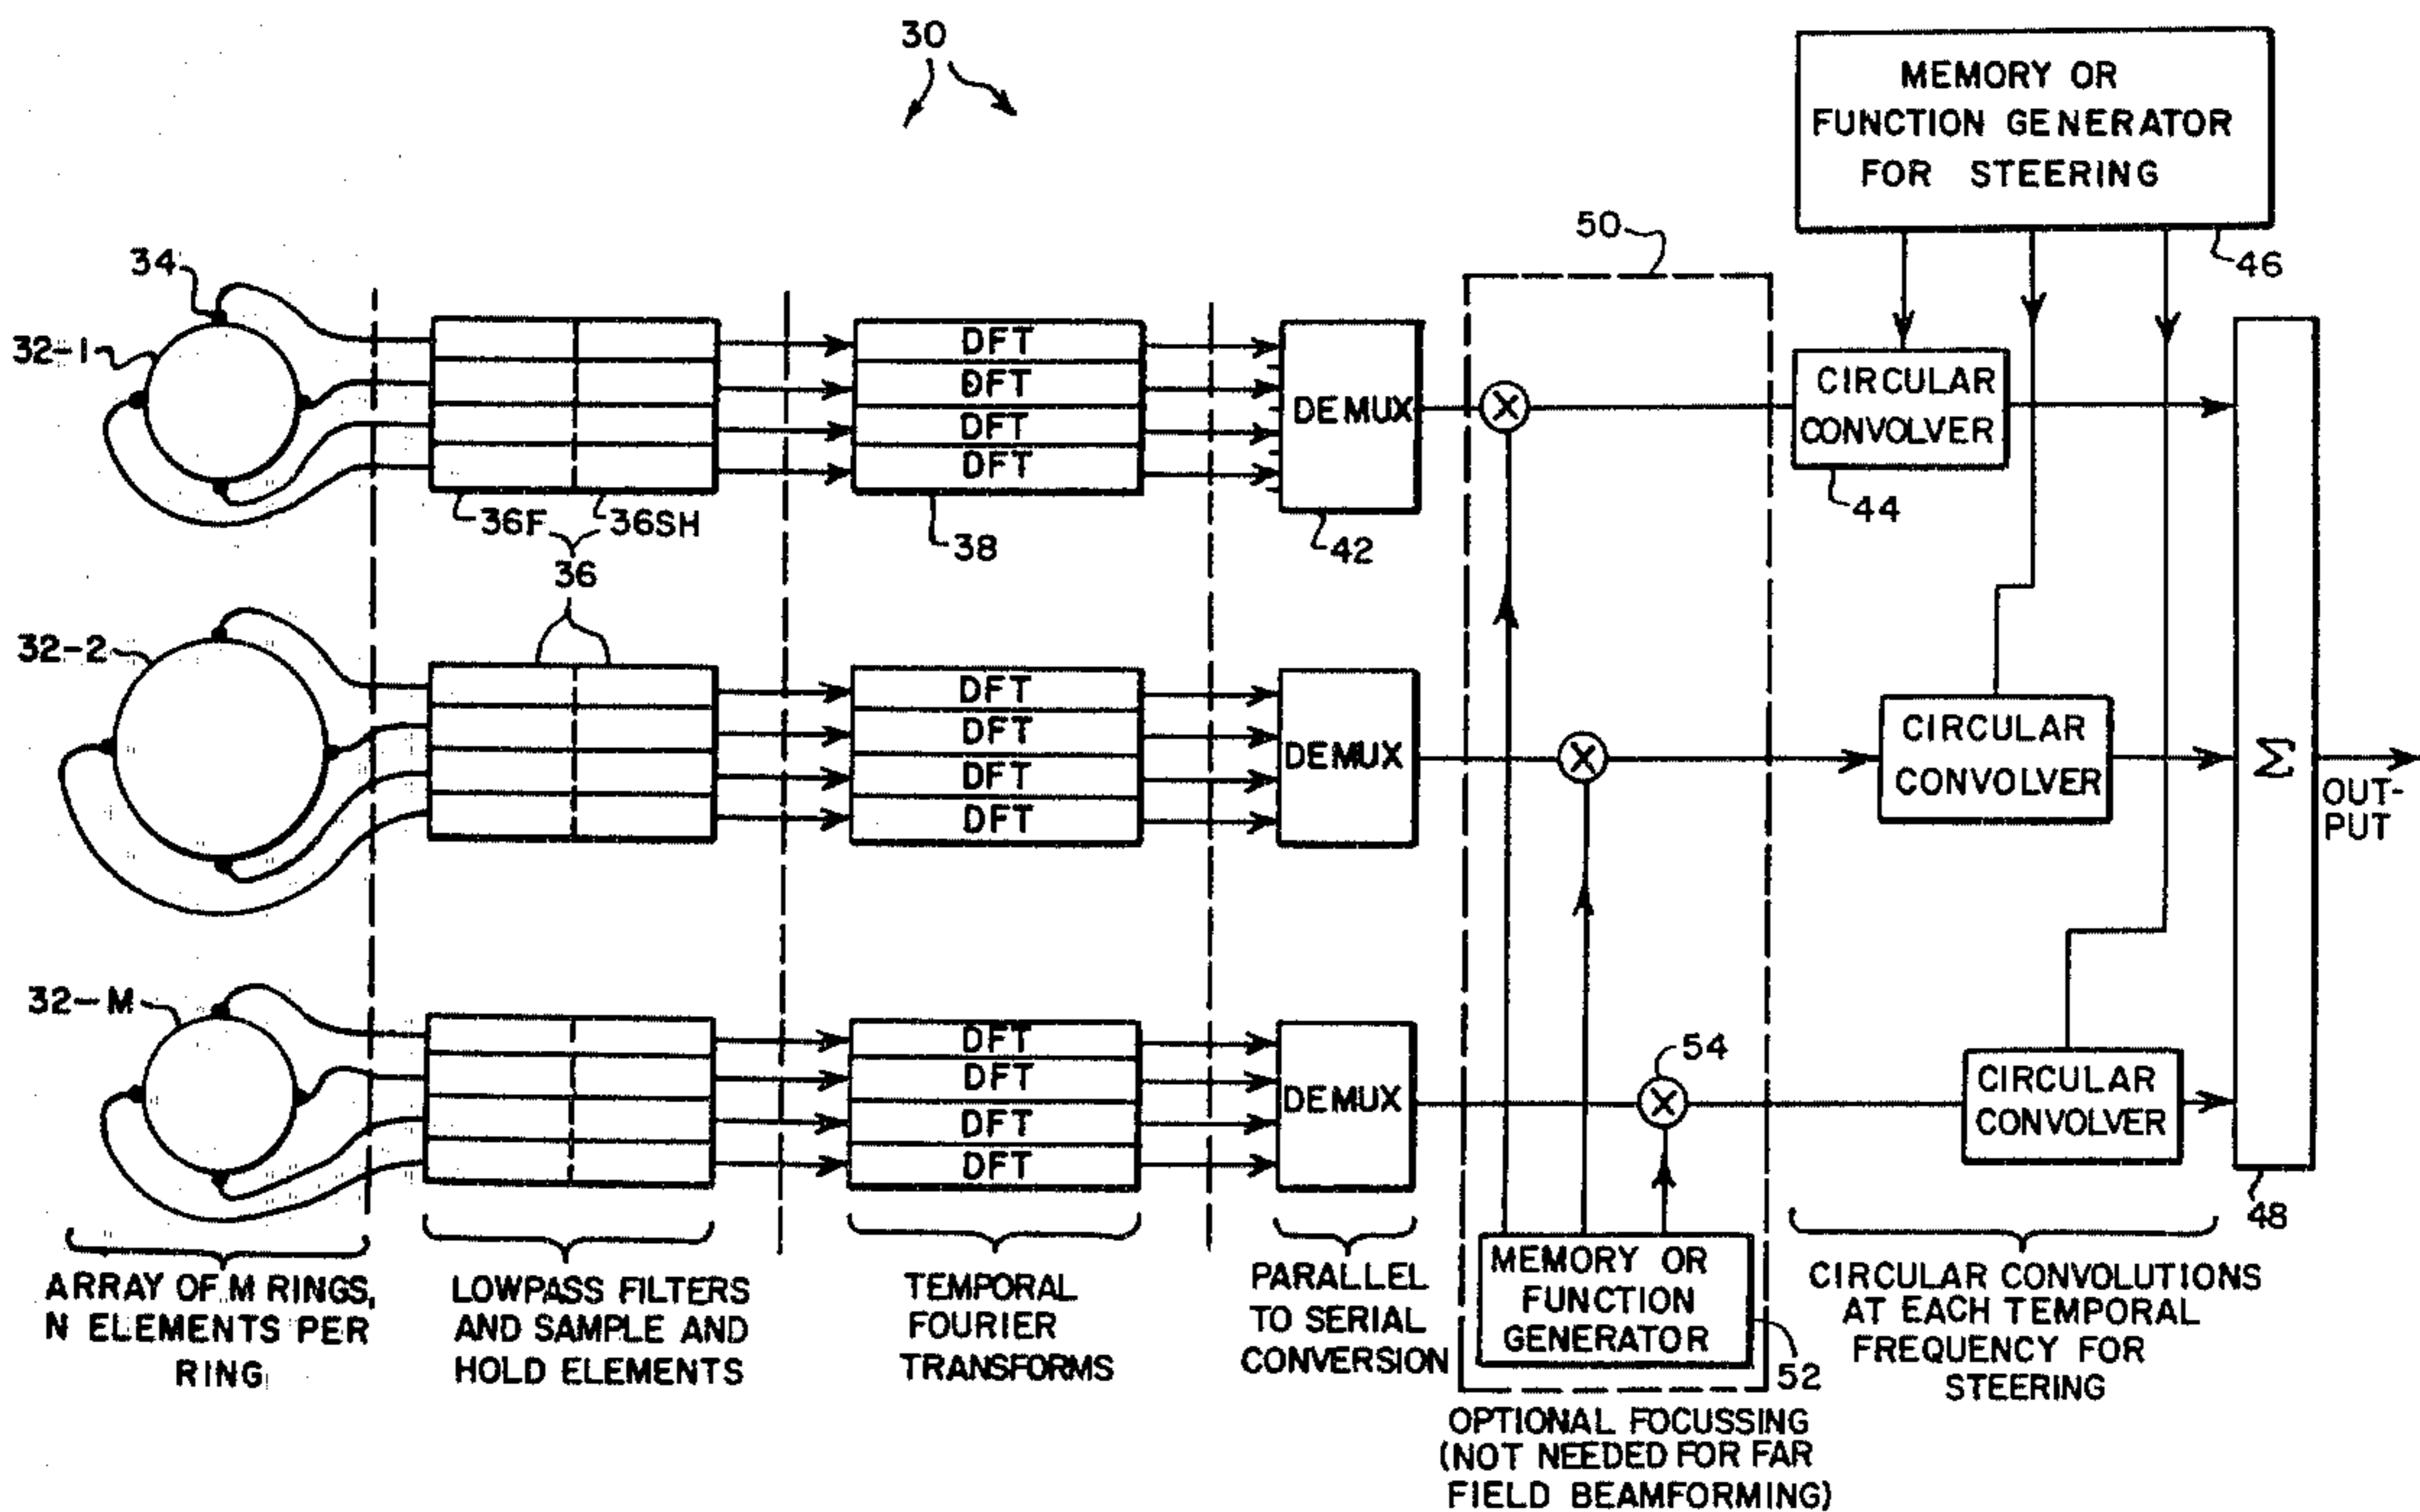 30
MEMORY OR
FUNCTION GENERATOR
FOR STEERING
46
50
34
32-1
DFT
DFT
DFT
DFT
DEMUX
CIRCULAR
CONVOLVER
44
36F
36SH
36
38
42
32-2
DFT
DFT
DFT
DFT
DEMUX
CIRCULAR
CONVOLVER
Σ
OUT-
PUT
32-M
DFT
DFT
DFT
DFT
DEMUX
54
CIRCULAR
CONVOLVER
48
MEMORY OR
FUNCTION
GENERATOR
52
ARRAY OF M RINGS,
N ELEMENTS PER
RING
LOWPASS FILTERS
AND SAMPLE AND
HOLD ELEMENTS
TEMPORAL
FOURIER
TRANSFORMS
PARALLEL
TO SERIAL
CONVERSION
OPTIONAL FOCUSSING
(NOT NEEDED FOR FAR
FIELD BEAMFORMING)
CIRCULAR CONVOLUTIONS
AT EACH TEMPORAL
FREQUENCY FOR
STEERING